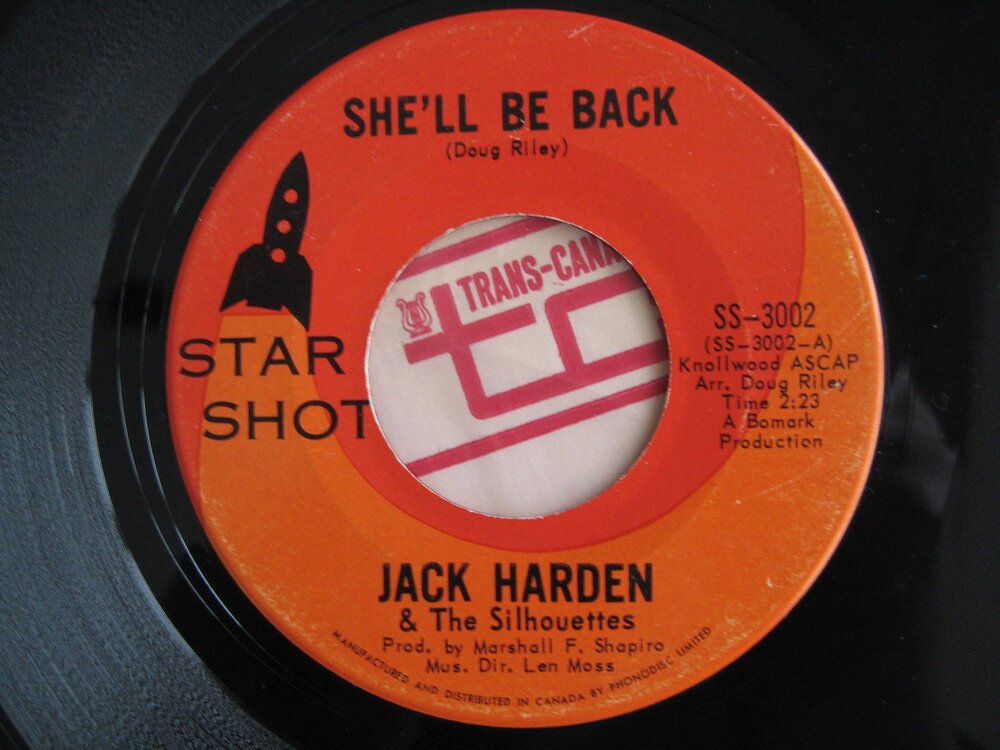 SHE'LL BE BACK
(Doug Riley)
STAR
SHOT
TRANS-CANA
SS-3002
(SS-3002-A)
Knollwood ASCAP
Arr. Doug Riley
Time 2:23
A Bomark
Production
JACK HARDEN
& The Silhouettes
Prod. by Marshall F. Shapiro
Mus. Dir. Len Moss
MANUFACTURED AND DISTRIBUTED IN CANADA BY PHONODISC LIMITED